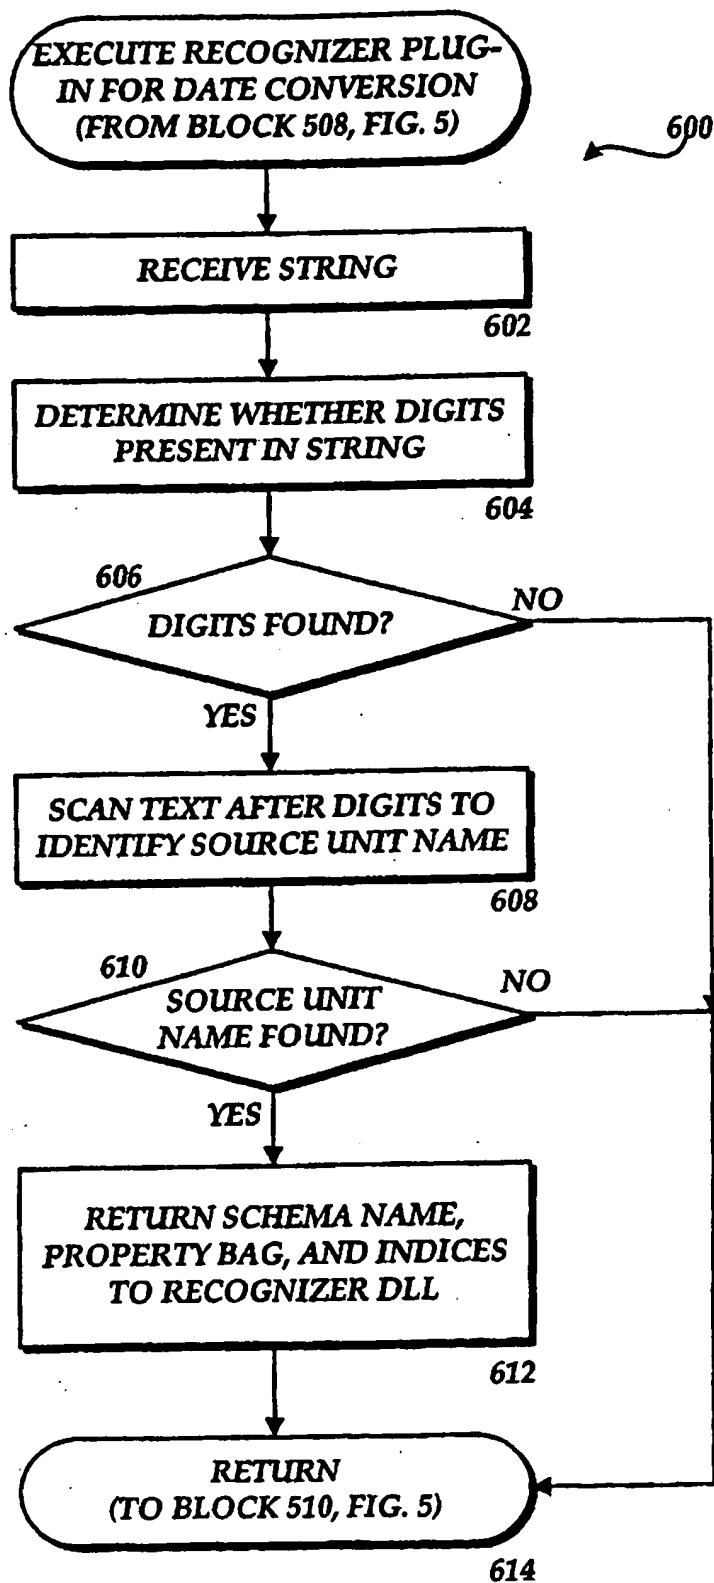 EXECUTE RECOGNIZER PLUG-
IN FOR DATE CONVERSION
(FROM BLOCK 508, FIG. 5)
600
RECEIVE STRING
602
DETERMINE WHETHER DIGITS
PRESENT IN STRING
604
606
DIGITS FOUND?
NO
YES
SCAN TEXT AFTER DIGITS TO
IDENTIFY SOURCE UNIT NAME
608
610
SOURCE UNIT
NAME FOUND?
NO
YES
RETURN SCHEMA NAME,
PROPERTY BAG, AND INDICES
TO RECOGNIZER DLL
612
RETURN
(TO BLOCK 510, FIG. 5)
614